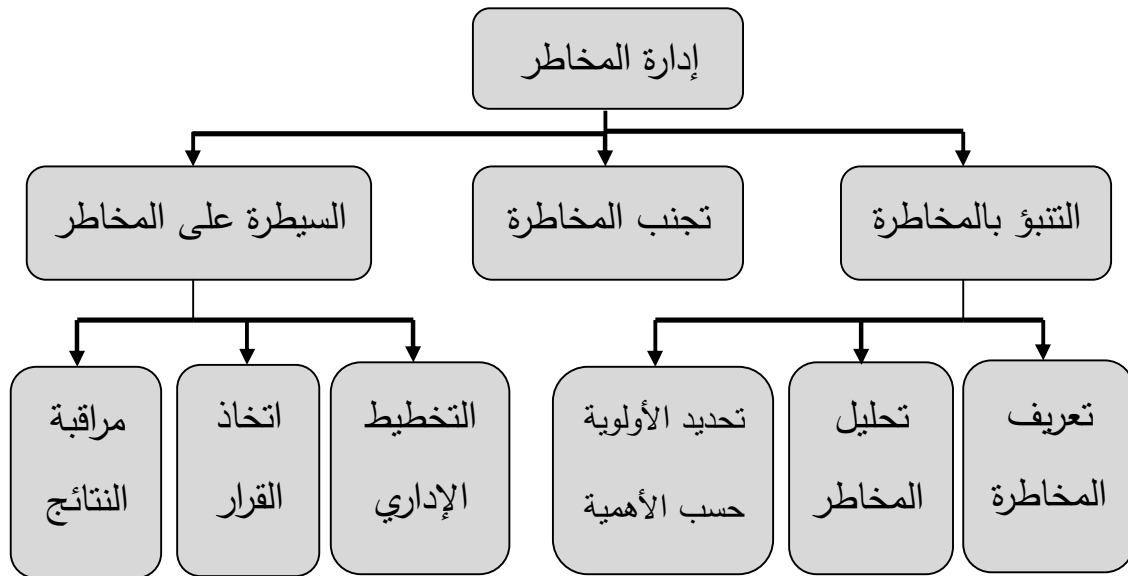 إدارة المخاطر
التتبؤ بالمخاطرة
تجنب المخاطرة
السيطرة على المخاطر
تعريف
المخاطرة
تحليل
المخاطر
تحديد الأولوية
حسب الأهمية
التخطيط
الإداري
اتخاذ
القرار
مراقبة
النتائج